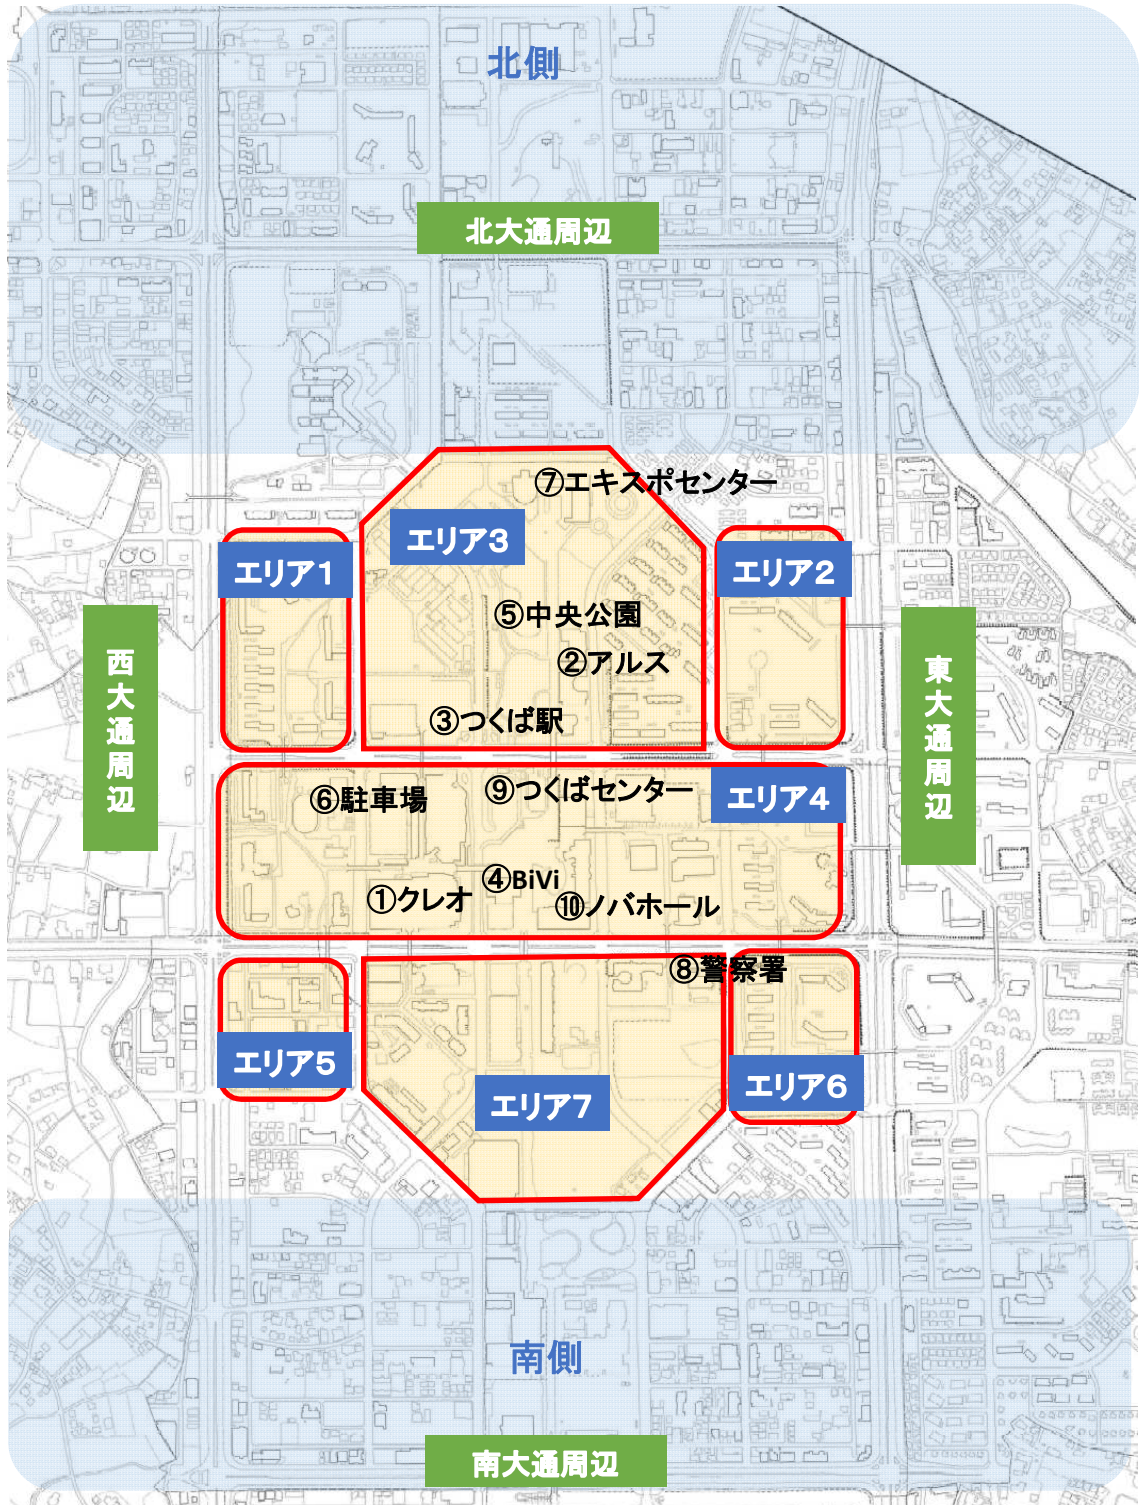 北側
北大通周辺
⑦エキスポセンター
エリア3
エリア1
エリア2
⑤中央公園
②アルス
西大通周辺
東大通周辺
③つくば駅
⑨つくばセンター
エリア4
⑥駐車場
④BiVi
①クレオ
⑩ノバホール
⑧警察署
エリア5
エリア6
エリア7
南側
南大通周辺